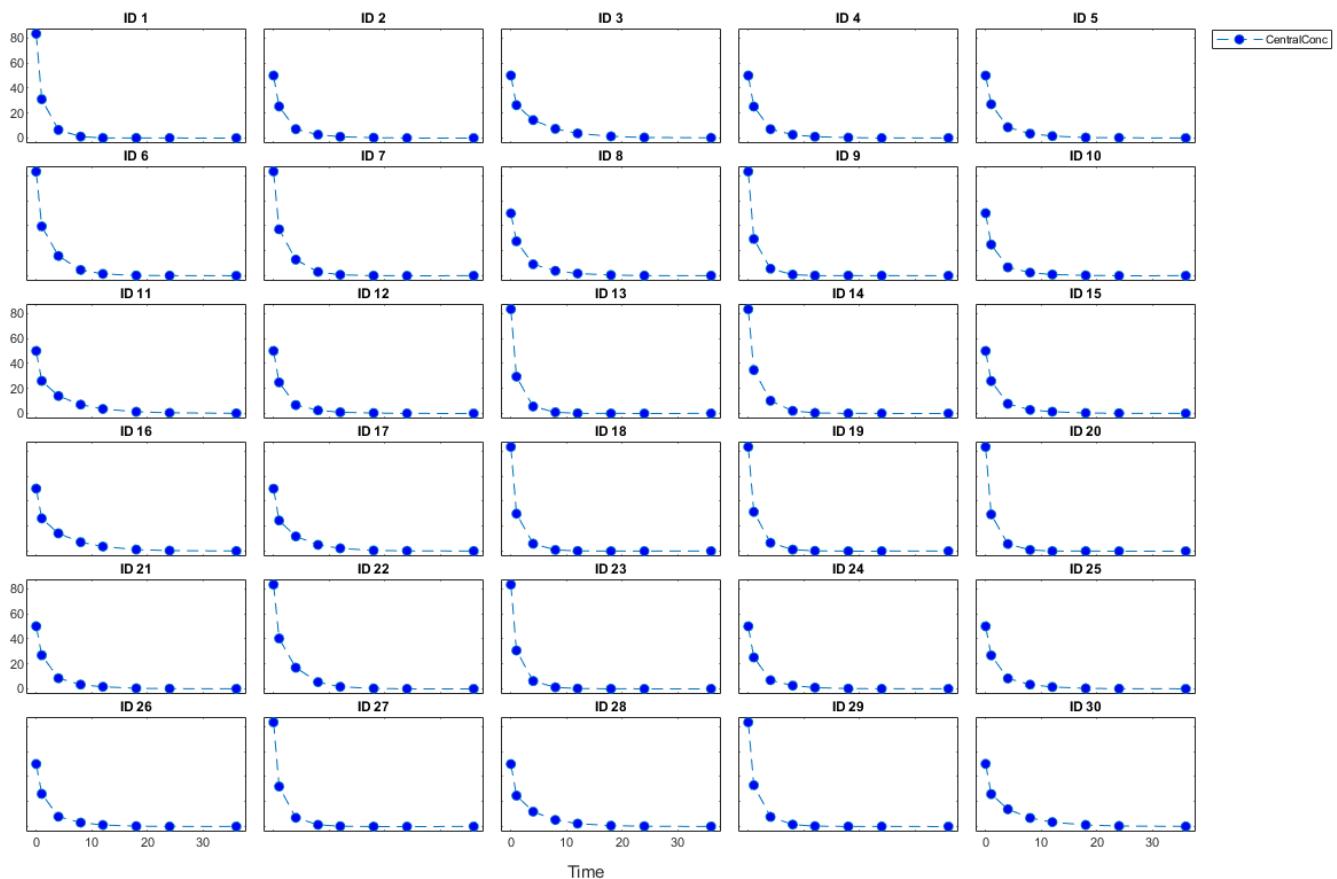 ID 1 ID 2 ID 3 ID 4 ID 5
CentralConc
80
60
40
20
0
ID 6 ID 7 ID 8 ID 9 ID 10
ID 11 ID 12 ID 13 ID 14 ID 15
80
60
40
20
0
ID 16 ID 17 ID 18 ID 19 ID 20
ID 21 ID 22 ID 23 ID 24 ID 25
80
60
40
20
0
ID 26 ID 27 ID 28 ID 29 ID 30
0 10 20 30 0 10 20 30 0 10 20 30
Time